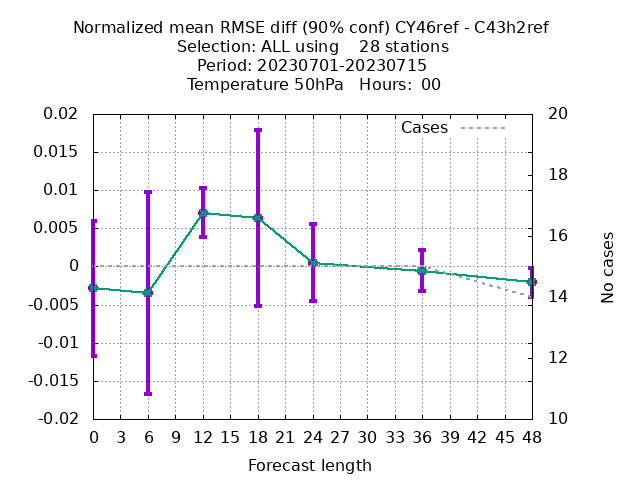 Normalized mean RMSE diff (90% conf) CY46ref - C43h2ref
Selection: ALL using    28 stations
Period: 20230701-20230715
Temperature 50hPa   Hours:  00
Cases
0.02
0.015
0.01
0.005
0
-0.005
-0.01
-0.015
-0.02
20
18
16
14
12
10
No cases
0 3 6 9 12 15 18 21 24 27 30 33 36 39 42 45 48
Forecast length